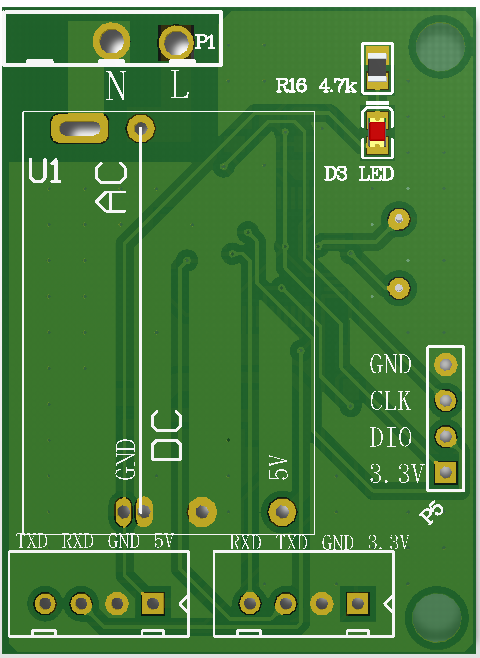 P1
N L
R16 4.7k
U1
AC
D3 LED
GND
CLK
DIO
3.3V
DC
GND
5V
P5
TXD RXD GND 5V
RXD TXD GND 3.3V